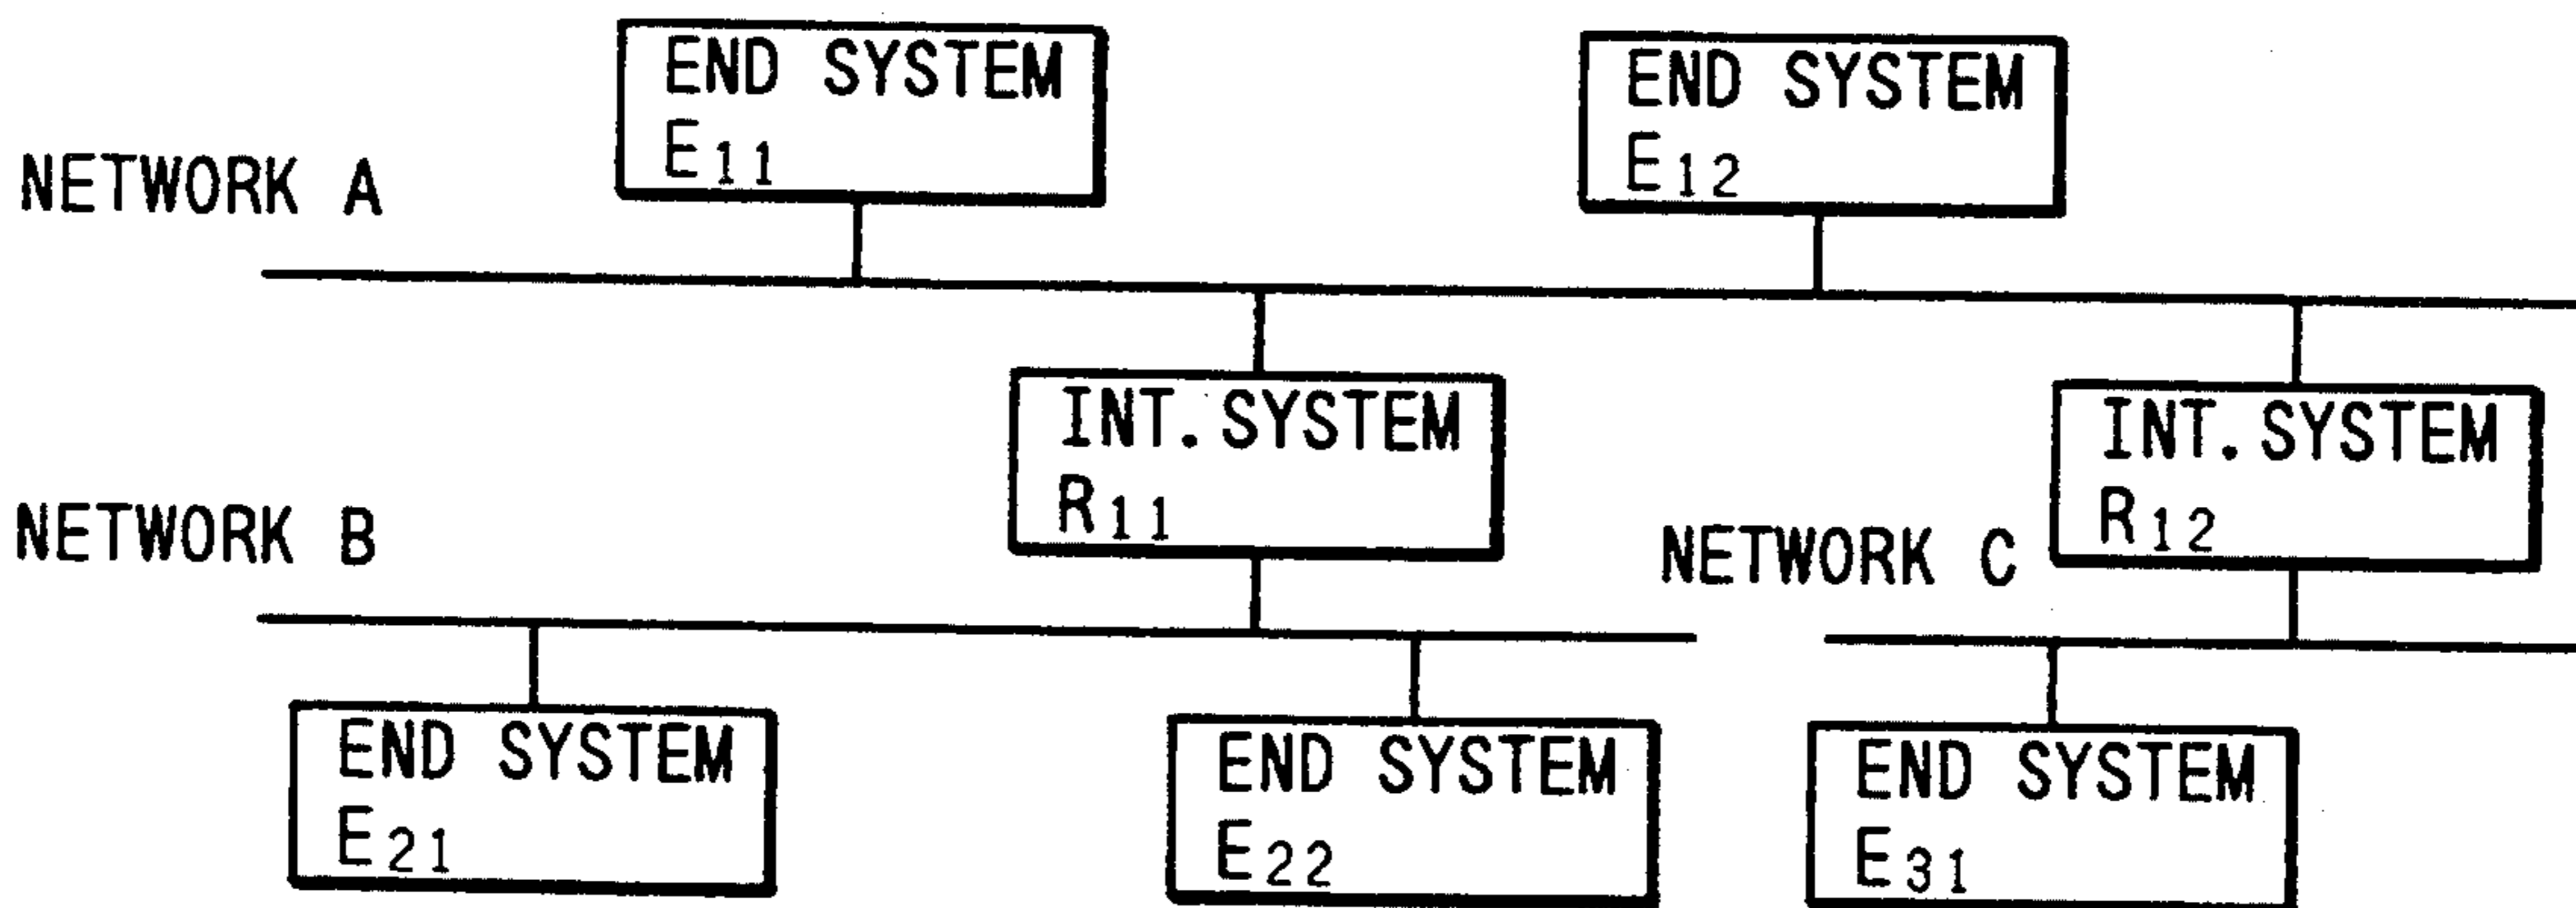 END SYSTEM
E11
END SYSTEM
E12
NETWORK A
INT. SYSTEM
R11
INT. SYSTEM
R12
NETWORK B
NETWORK C
END SYSTEM
E21
END SYSTEM
E22
END SYSTEM
E31